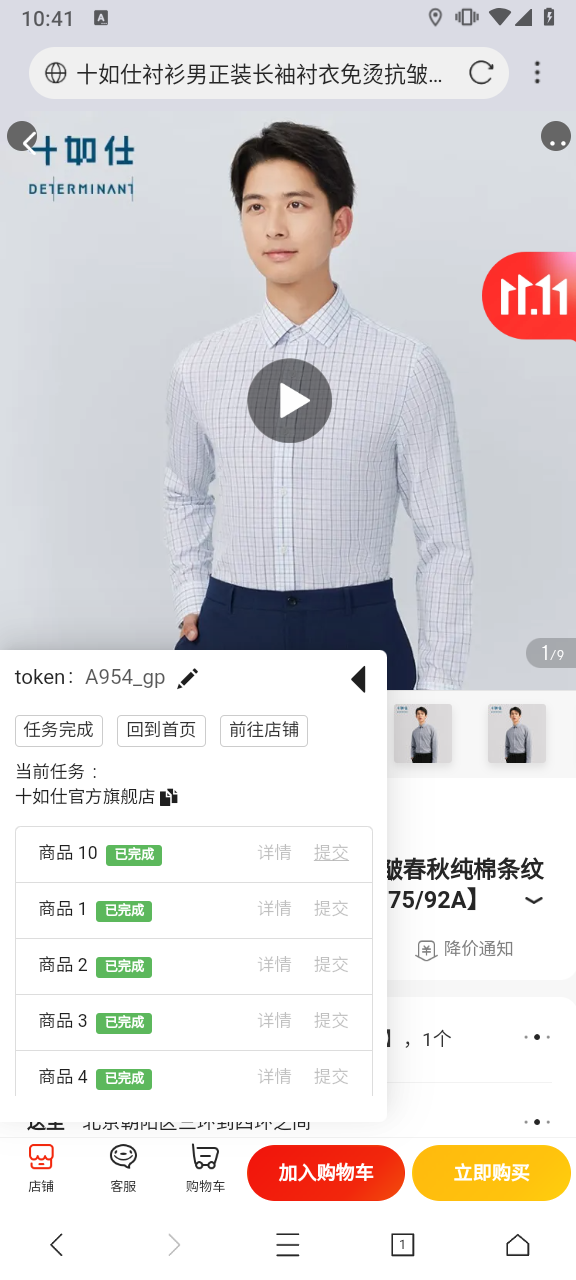 10:41
A
十如仕衬衫男正装长袖衬衣免烫抗皱...
十如仕
DETERMINANT
11.11
1/9
token: A954_gp
任务完成 回到首页 前往店铺
当前任务：
十如仕官方旗舰店
商品 10 已完成 详情 提交
商品 1 已完成 详情 提交
商品 2 已完成 详情 提交
商品 3 已完成 详情 提交
商品 4 已完成 详情 提交
皱春秋纯棉条纹
75/92A】
降价通知
】，1个
这里 北京朝阳区三环到四环之间
店铺 客服 购物车 加入购物车 立即购买
1